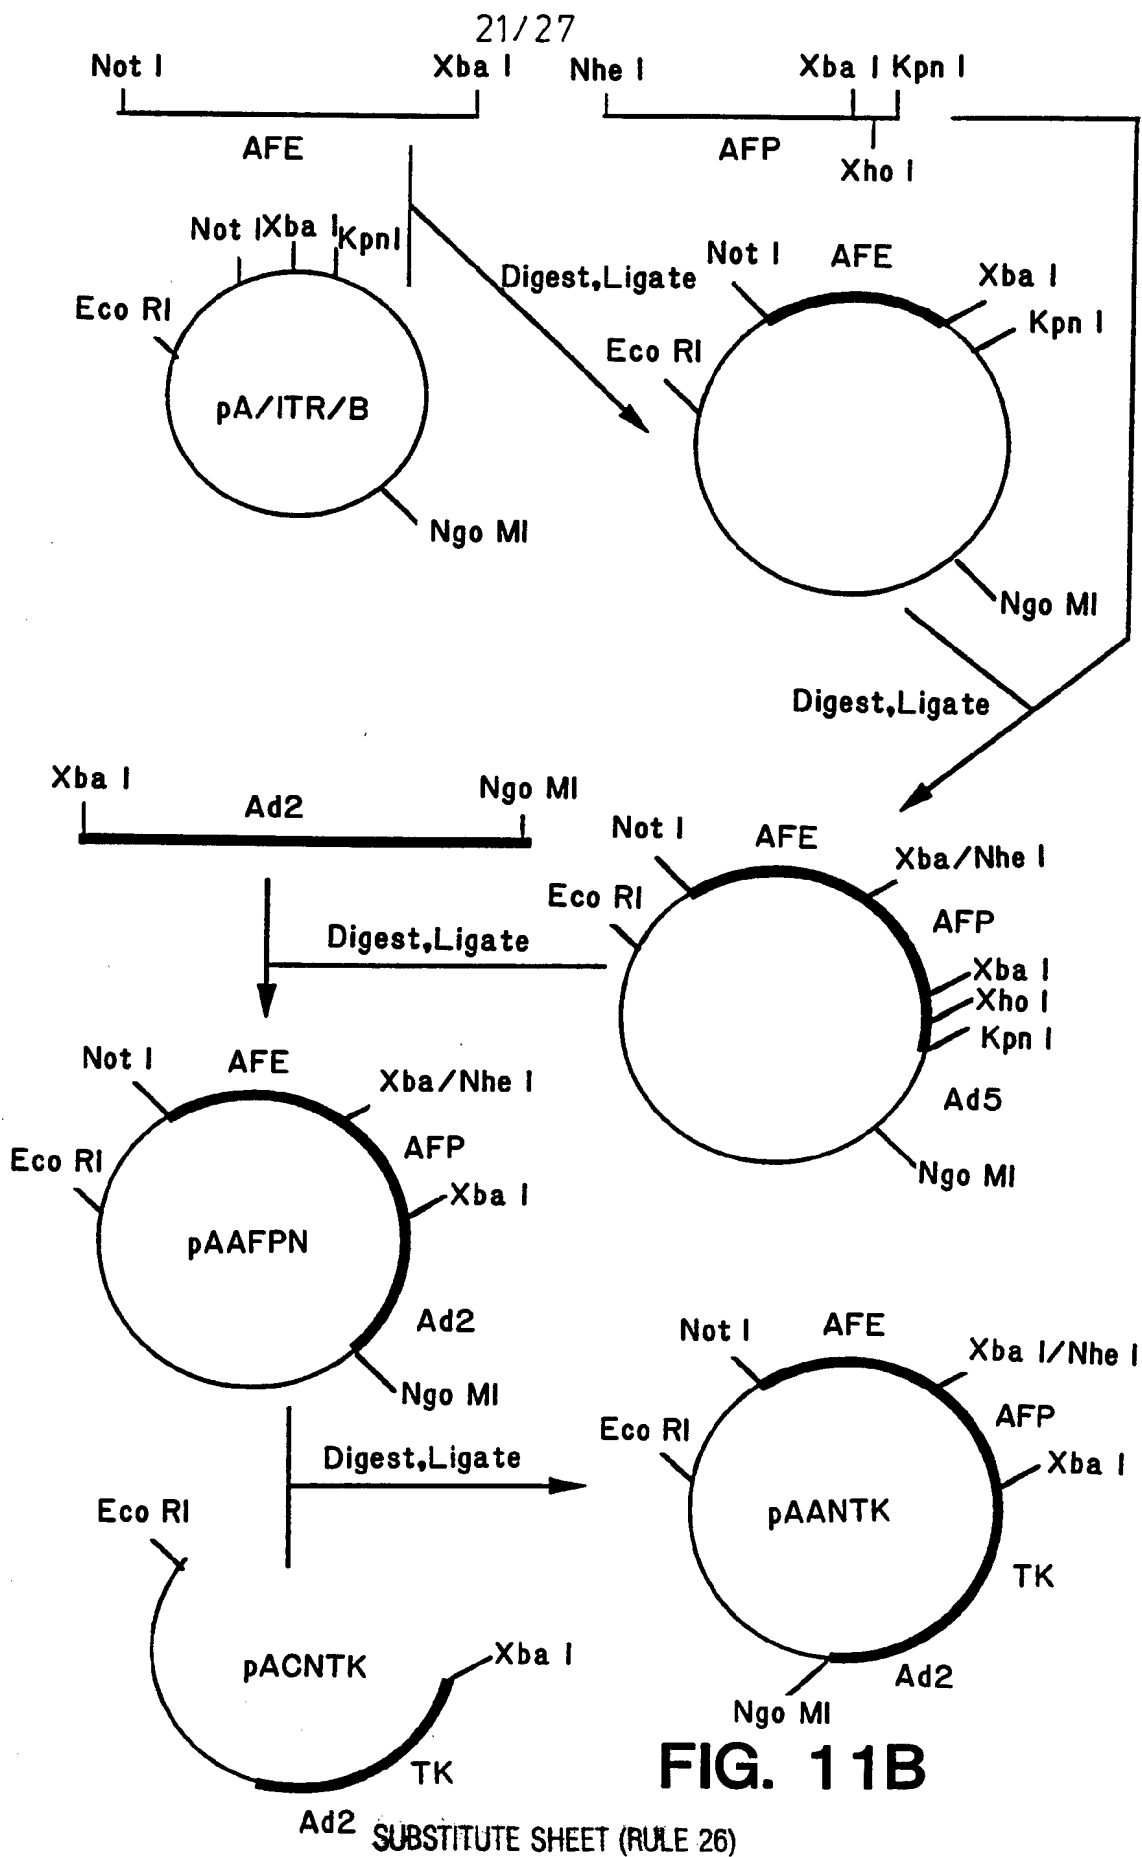 21/27
Not I
Xba I
Nhe I
Xba I
Kpn I
AFE
AFP
Xho I
Not I
Xba I
Kpn I
Eco RI
pA/ITR/B
Ngo MI
Digest,Ligate
Not I
AFE
Xba I
Kpn I
Eco RI
Ngo MI
Digest,Ligate
Xba I
Ad2
Ngo MI
Not I
AFE
Xba/Nhe I
Eco RI
AFP
Digest,Ligate
Xba I
Xho I
Kpn I
Ad5
Ngo MI
Not I
AFE
Xba/Nhe I
AFP
Eco RI
Xba I
pAAFPN
Ad2
Ngo MI
Digest,Ligate
Not I
AFE
Xba I/Nhe I
AFP
Eco RI
Xba I
pAANTK
TK
Ad2
Ngo MI
Eco RI
pACNTK
Xba I
TK
Ad2
FIG. 11B
SUBSTITUTE SHEET (RULE 26)